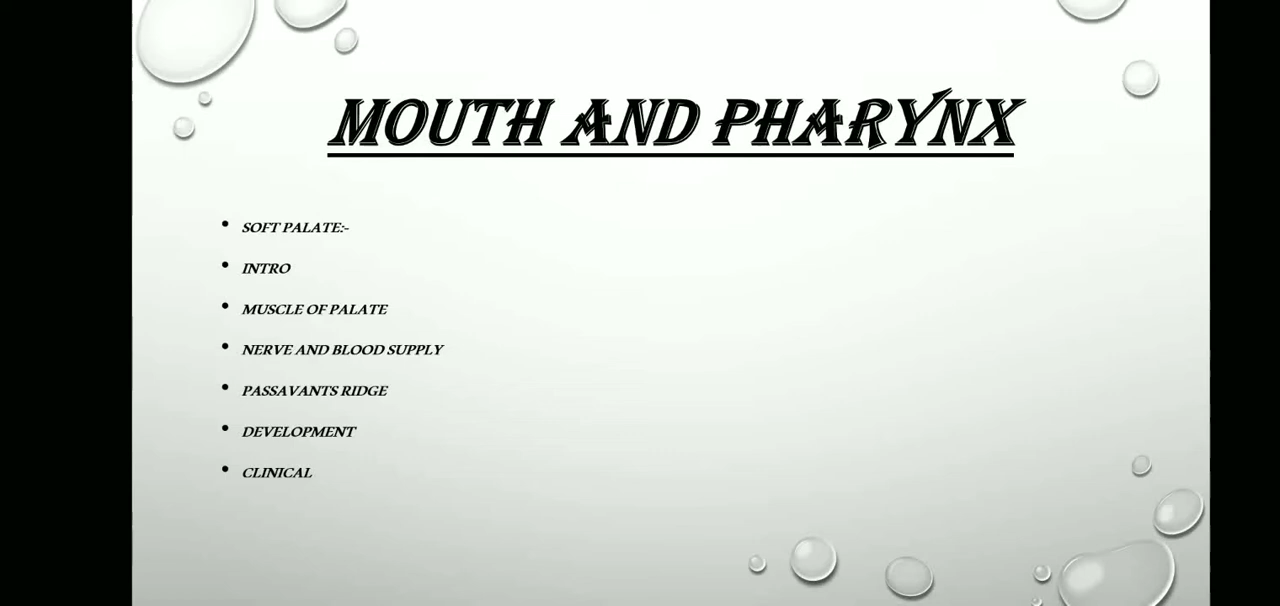 MOUTH AND PHARYNX
• SOFT PALATE:-
• INTRO
• MUSCLE OF PALATE
• NERVE AND BLOOD SUPPLY
• PASSAVANTS RIDGE
• DEVELOPMENT
• CLINICAL